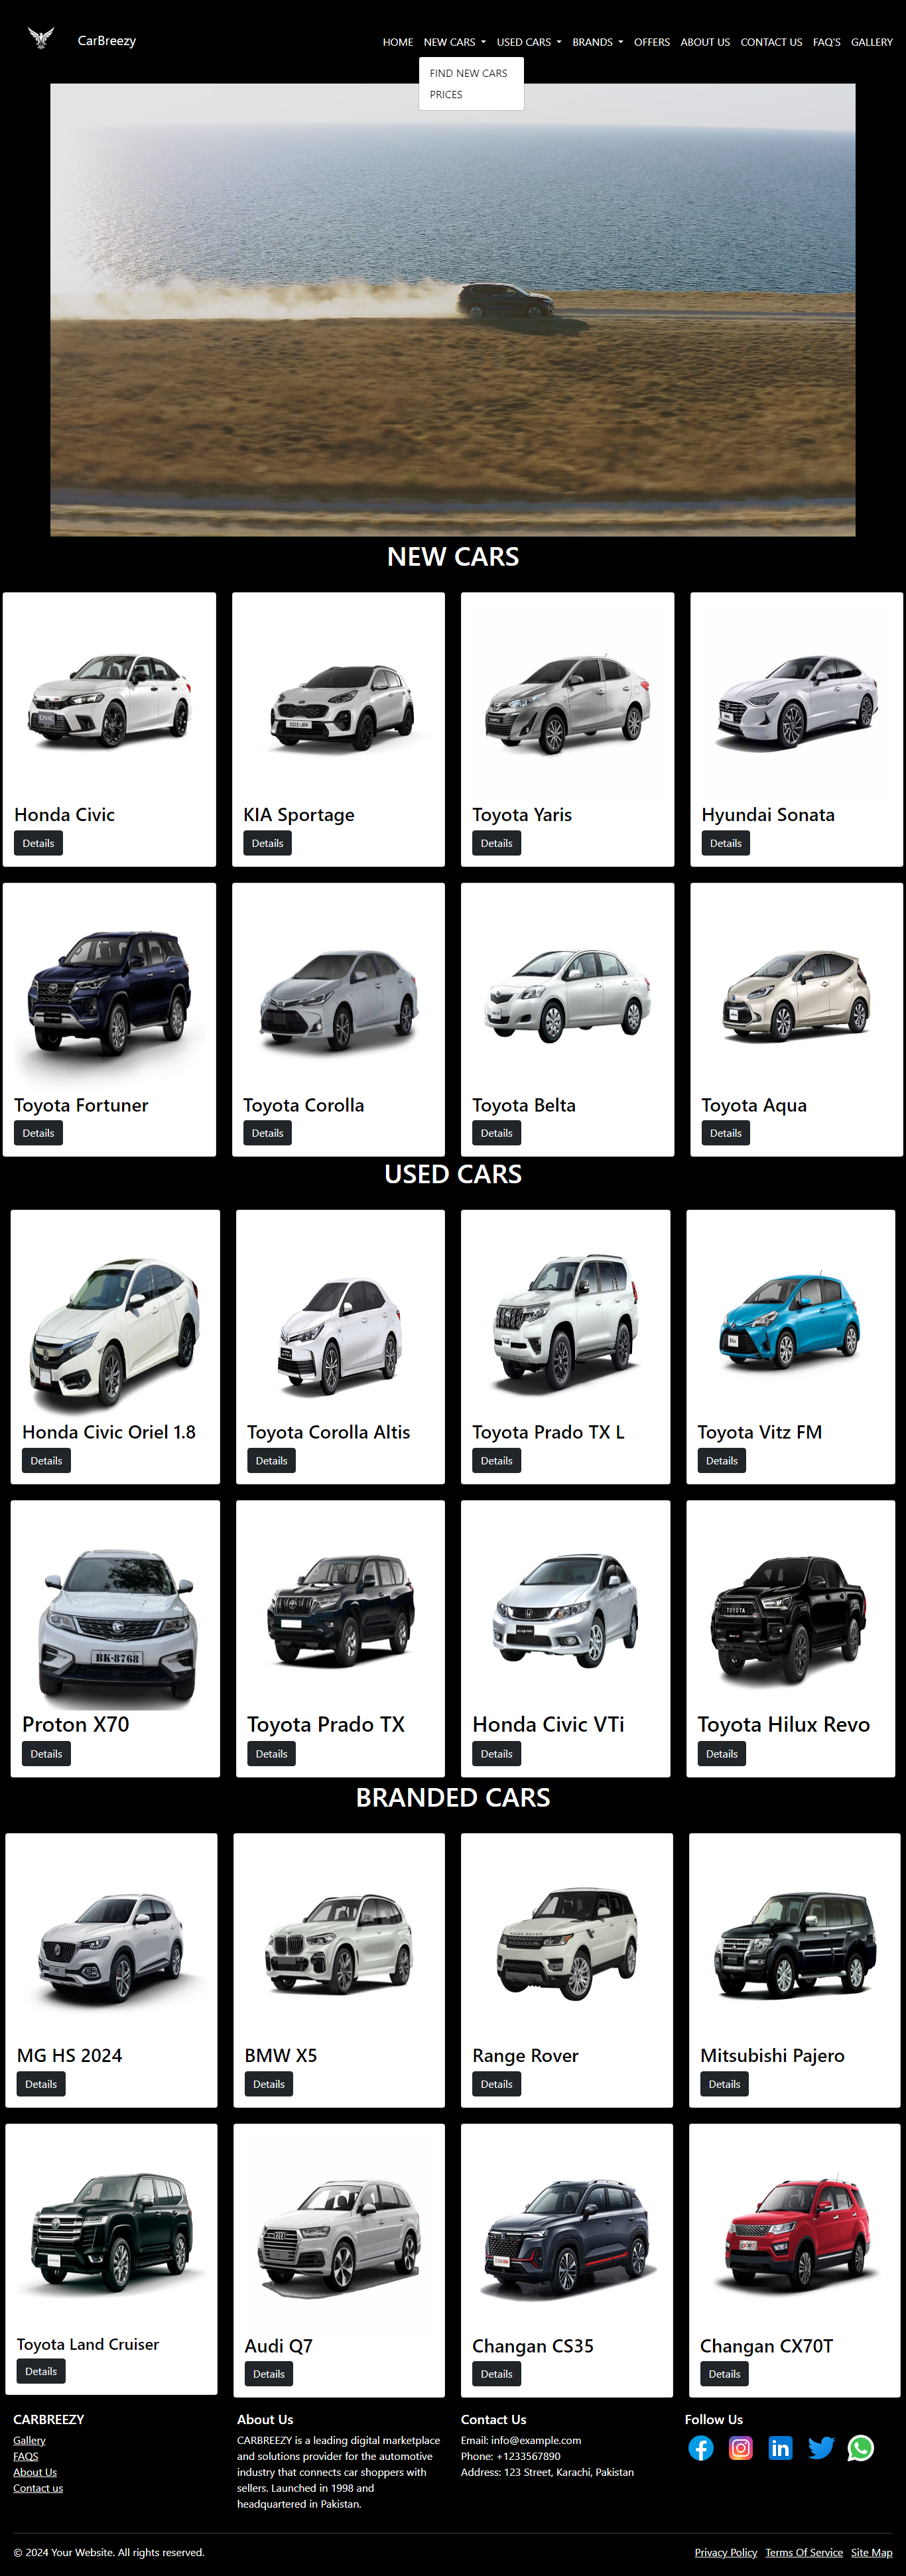 CarBreezy
HOME NEW CARS USED CARS BRANDS OFFERS ABOUT US CONTACT US FAQ'S GALLERY
FIND NEW CARS
PRICES
NEW CARS
CIVIC
Honda Civic KIA Sportage Toyota Yaris Hyundai Sonata
Details Details Details Details
Toyota Fortuner Toyota Corolla Toyota Belta Toyota Aqua
Details Details Details Details
USED CARS
Honda Civic Oriel 1.8 Toyota Corolla Altis Toyota Prado TX L Toyota Vitz FM
Details Details Details Details
BK-8768
TOYOTA
Proton X70 Toyota Prado TX Honda Civic VTi Toyota Hilux Revo
Details Details Details Details
BRANDED CARS
MG HS 2024 BMW X5 Range Rover Mitsubishi Pajero
Details Details Details Details
Toyota Land Cruiser Audi Q7 Changan CS35 Changan CX70T
Details Details Details Details
CARBREEZY
Gallery
FAQS
About Us
Contact us
About Us
CARBREEZY is a leading digital marketplace
and solutions provider for the automotive
industry that connects car shoppers with
sellers. Launched in 1998 and
headquartered in Pakistan.
Contact Us
Email: info@example.com
Phone: +1233567890
Address: 123 Street, Karachi, Pakistan
Follow Us
© 2024 Your Website. All rights reserved.
Privacy Policy Terms Of Service Site Map